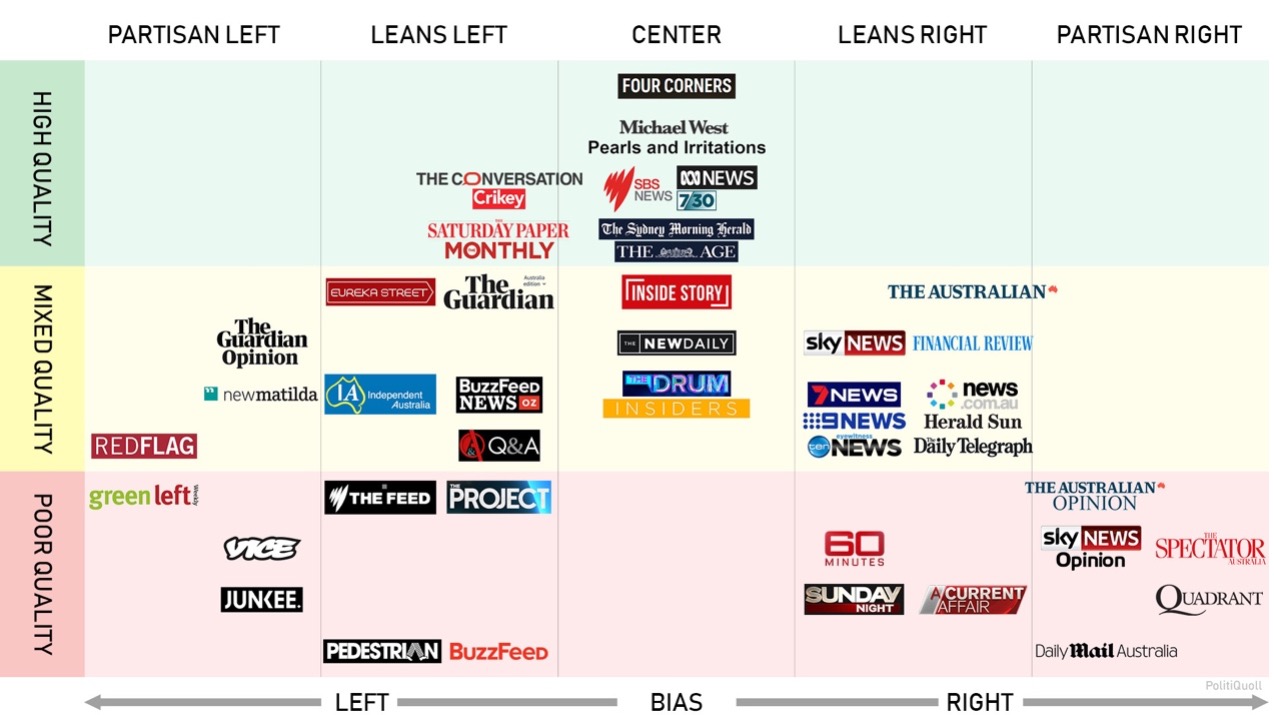 PARTISAN LEFT LEANS LEFT CENTER LEANS RIGHT PARTISAN RIGHT
HIGH QUALITY
FOUR CORNERS
Michael West
Pearls and Irritations
THE CONVERSATION
Crikey
SBS
NEWS
ABC NEWS
7.30
THE SATURDAY PAPER
THE MONTHLY
The Sydney Morning Herald
THE AGE
MIXED QUALITY
EUREKA STREET
The
Guardian
Australia
edition
INSIDE STORY
THE AUSTRALIAN
The
Guardian
Opinion
THE NEWDAILY
sky NEWS
FINANCIAL REVIEW
newmatilda
IA Independent
Australia
BuzzFeed
NEWS OZ
THE DRUM
INSIDERS
7NEWS
news
.com.au
9NEWS
Herald Sun
REDFLAG
Q&A
eyewitness
ten NEWS
The Daily Telegraph
POOR QUALITY
green left Weekly
THE FEED
THE PROJECT
THE AUSTRALIAN
OPINION
VICE
60
MINUTES
sky NEWS
Opinion
THE
SPECTATOR
AUSTRALIA
JUNKEE.
SUNDAY
NIGHT
A CURRENT
AFFAIR
QUADRANT
PEDESTRIAN
BuzzFeed
Daily Mail Australia
PolitiQuoll
LEFT BIAS RIGHT